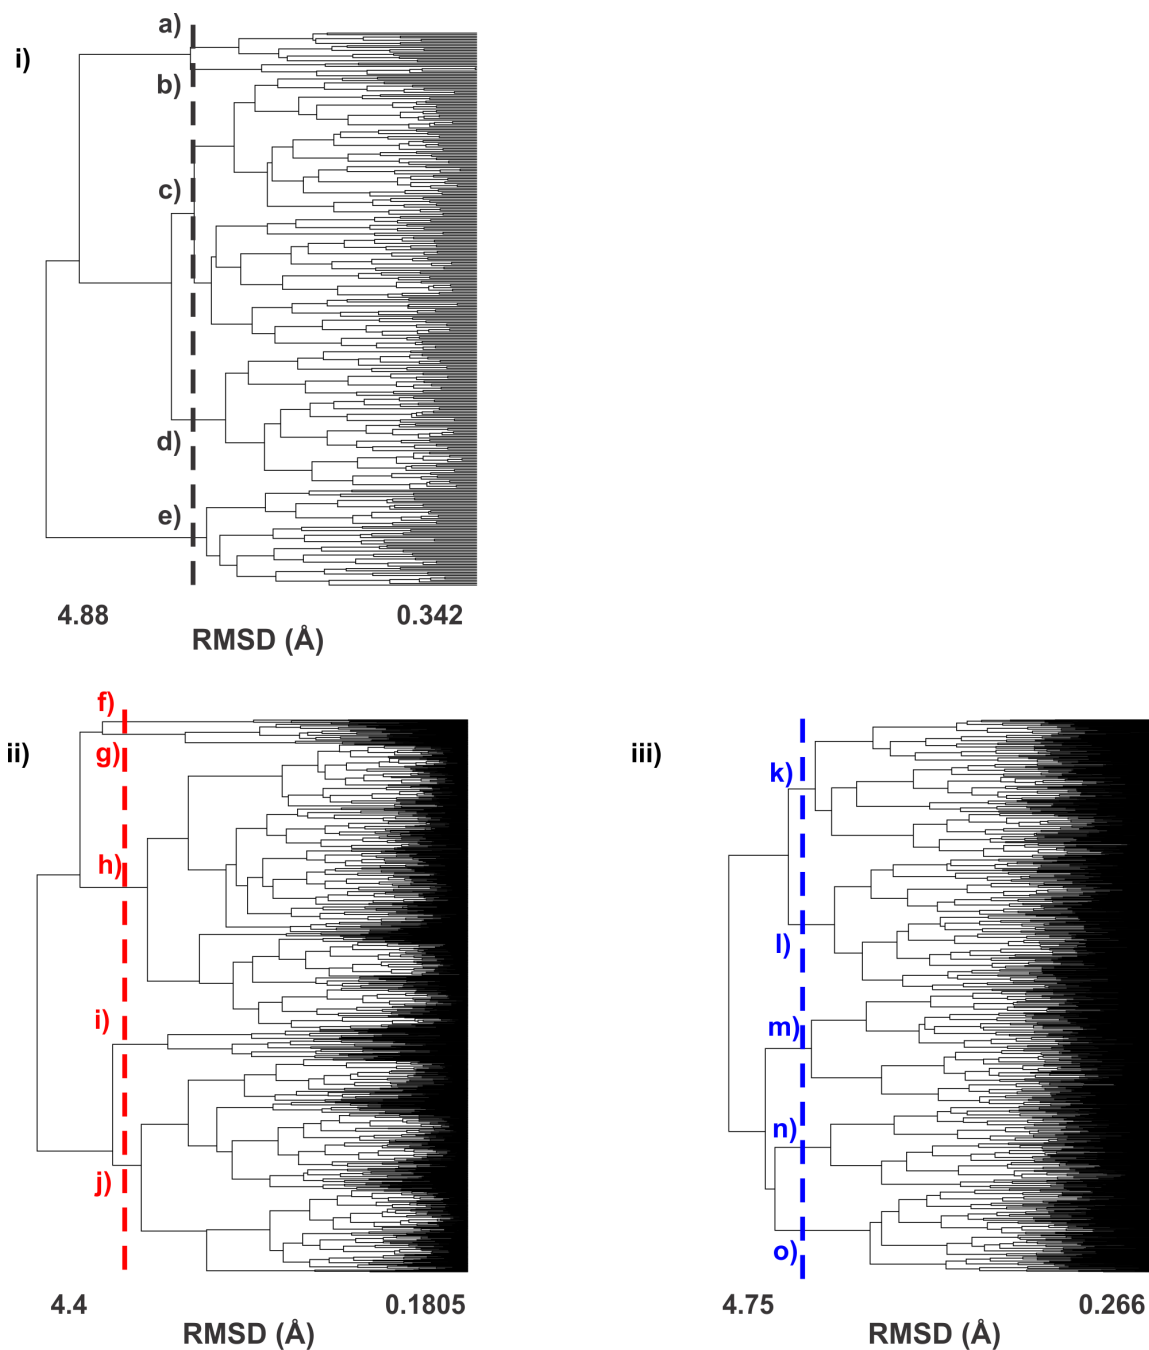 a)
i)
b)
c)
d)
e)
4.88 0.342
RMSD (Å)
f)
ii)
g)
h)
i)
j)
4.4 0.1805
RMSD (Å)
iii)
k)
l)
m)
n)
o)
4.75 0.266
RMSD (Å)